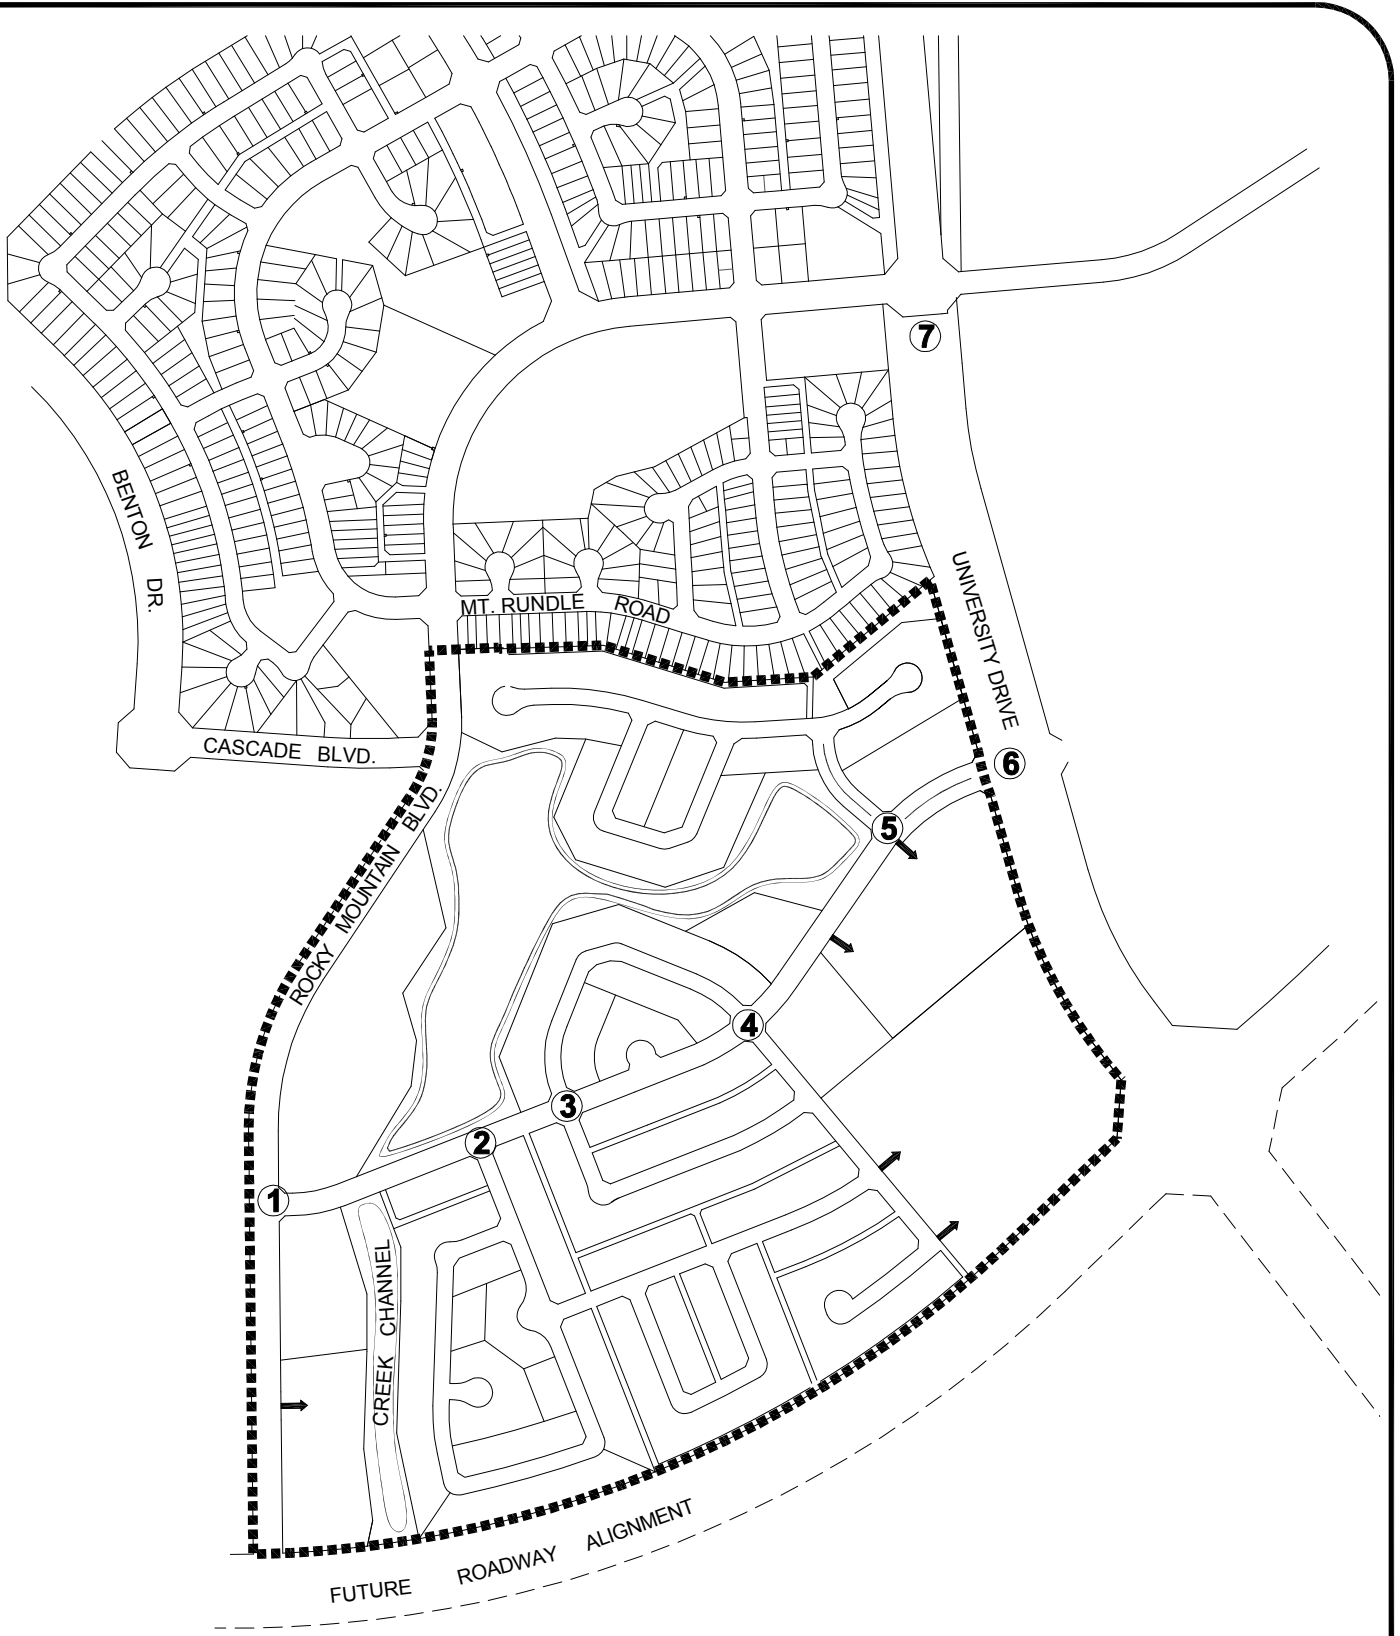 7
BENTON DR.
MT. RUNDLE ROAD
UNIVERSITY DRIVE
CASCADE BLVD.
6
ROCKY MOUNTAIN BLVD.
5
4
3
2
1
CREEK CHANNEL
FUTURE ROADWAY ALIGNMENT